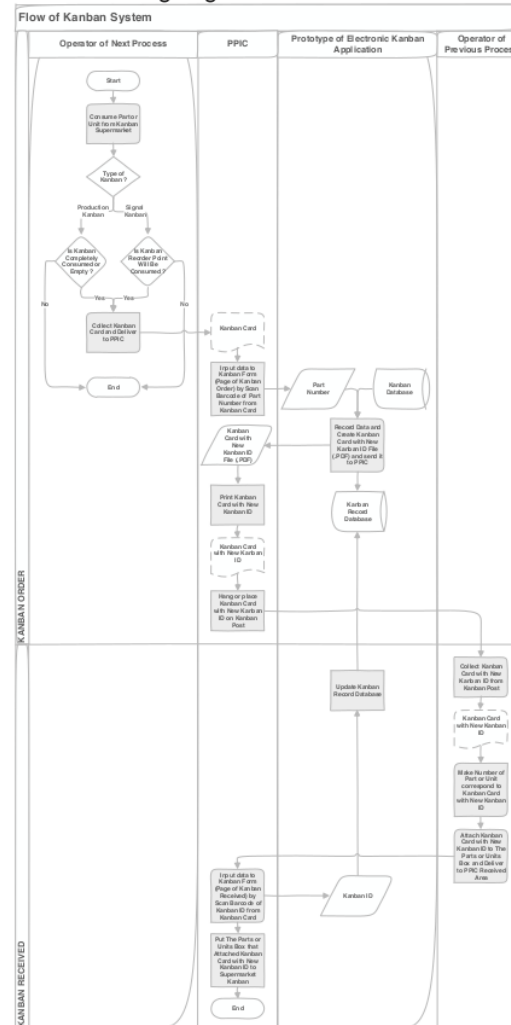 Flow of Kanban System
Operator of Next Process
PPIC
Prototype of Electronic Kanban
Application
Operator of
Previous Proces
KANBAN ORDER
Start
Consume Part or
Unit from Kanban
Supermarket
Type of
Kanban ?
Production
Kanban
Signal
Kanban
Is Kanban
Completely
Consumed or
Empty ?
Is Kanban
Reorder Point
Will Be
Consumed ?
No
Yes
Yes
No
Collect Kanban
Card and Deliver
to PPIC
End
Kanban Card
Input data to
Kanban Form
(Page of Kanban
Order) by Scan
Barcode of Part
Number from
Kanban Card
Part
Number
Kanban
Database
Record Data and
Create Kanban
Card with New
Kanban ID File
(.PDF) and send it
to PPIC
Kanban
Card with
New
Kanban ID
File (.PDF)
Kanban
Record
Database
Print Kanban
Card with New
Kanban ID
Kanban Card
with New Kanban
ID
Hang or place
Kanban Card
with New Kanban
ID on Kanban
Post
KANBAN RECEIVED
Collect Kanban
Card with New
Kanban ID from
Kanban Post
Kanban Card
with New Kanban
ID
Make Number of
Part or Unit
correspond to
Kanban Card
with New Kanban
ID
Attach Kanban
Card with New
Kanban ID to The
Parts or Units
Box and Deliver
to PPIC Received
Area
Update Kanban
Record Database
Input data to
Kanban Form
(Page of Kanban
Received) by
Scan Barcode of
Kanban ID from
Kanban Card
Kanban ID
Put The Parts or
Units Box that
Attached Kanban
Card with New
Kanban ID to
Supermarket
Kanban
End